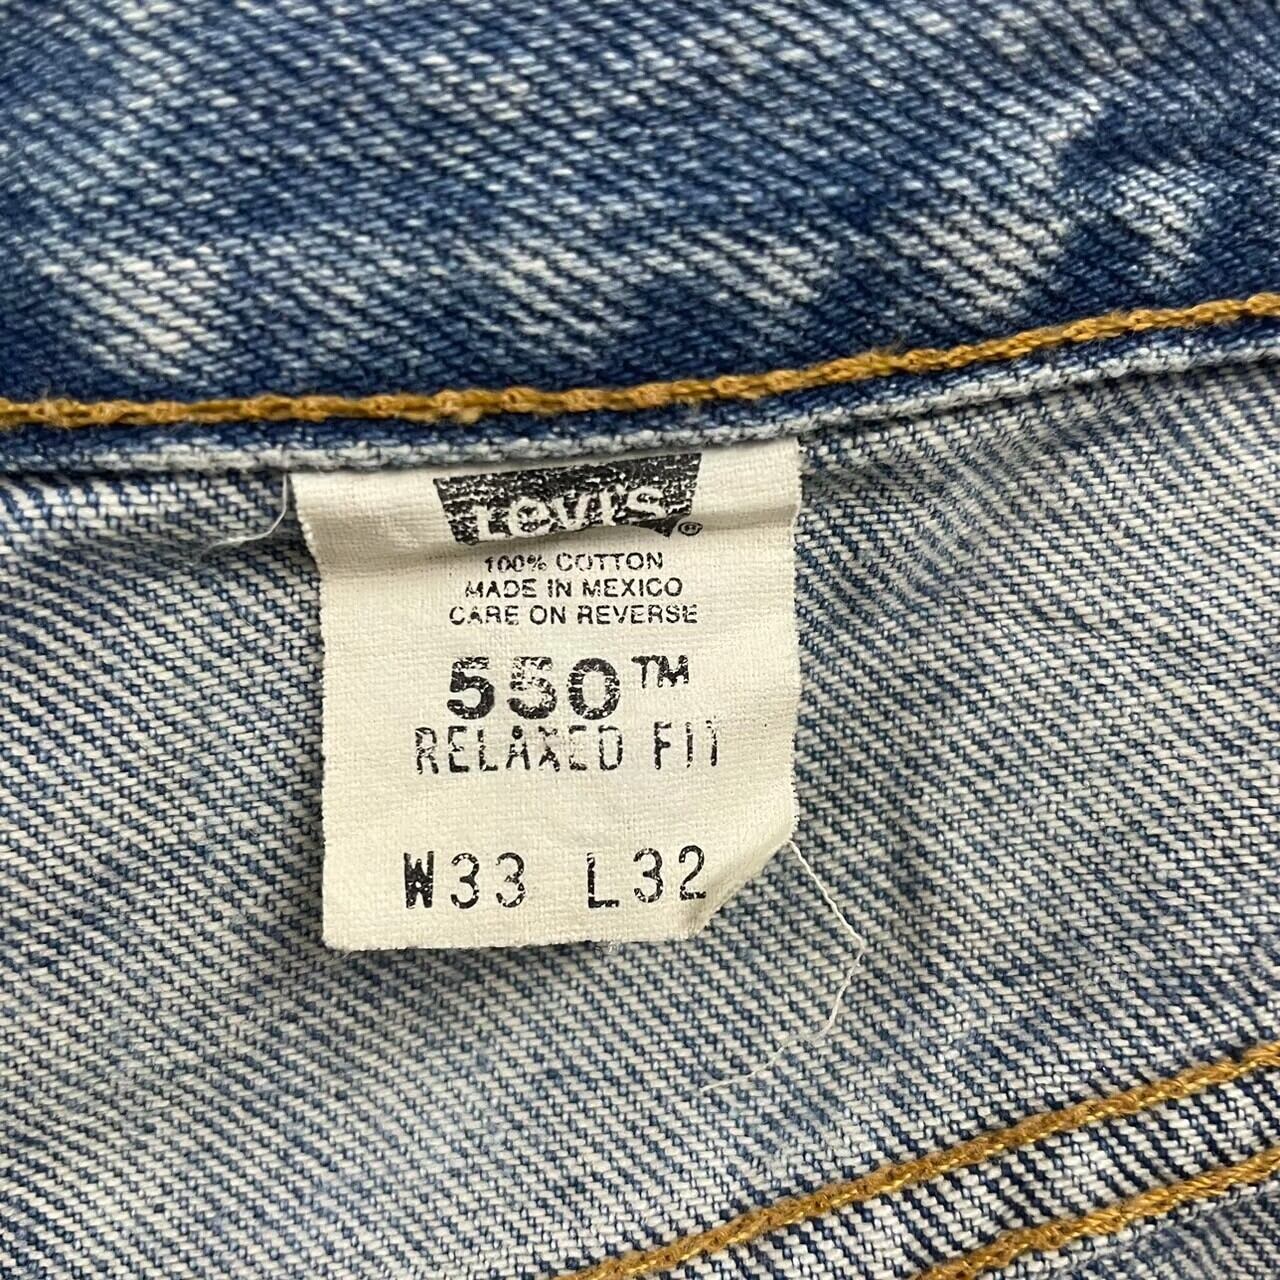 Levi's ®
100% COTTON
MADE IN MEXICO
CARE ON REVERSE
550™
RELAXED FIT
W33 L32